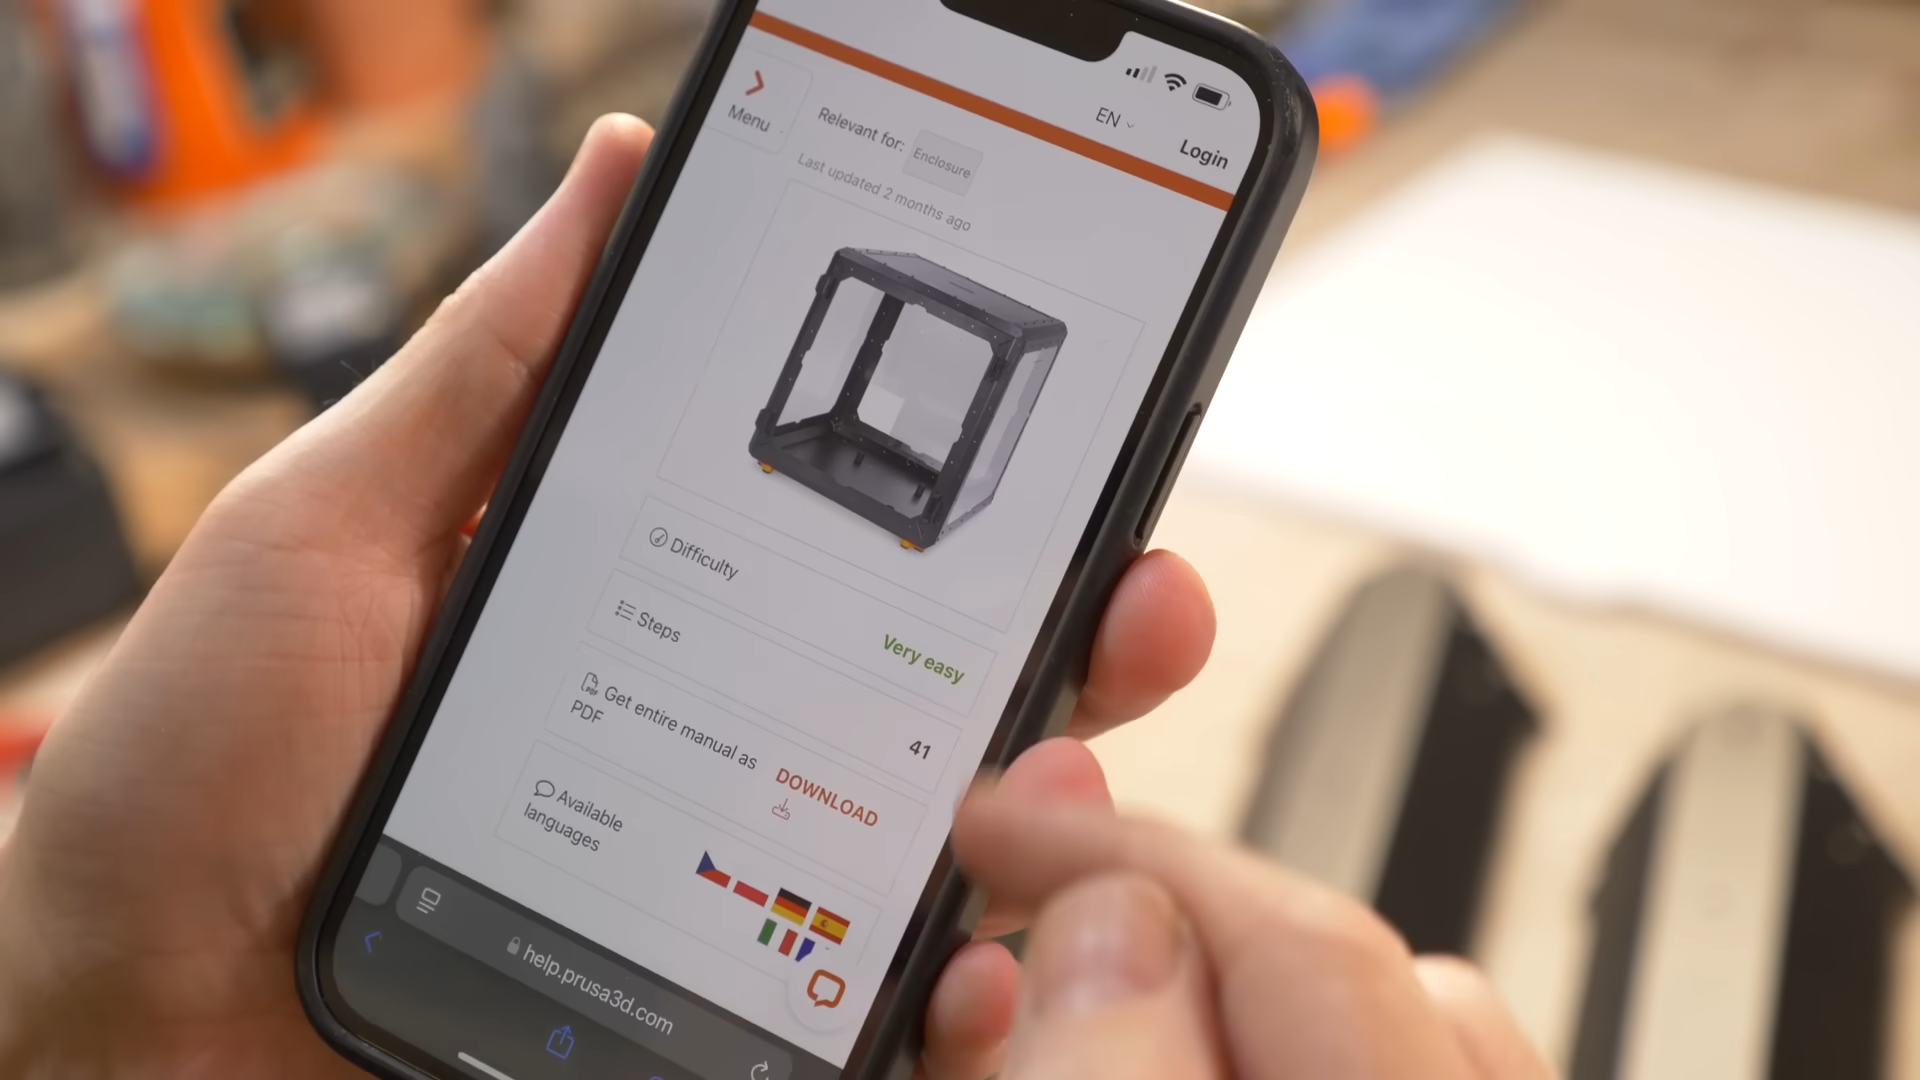 EN
Login
Menu
Relevant for: Enclosure
Last updated 2 months ago
Difficulty
Very easy
Steps
41
Get entire manual as
PDF
DOWNLOAD
Available
languages
help.prusa3d.com